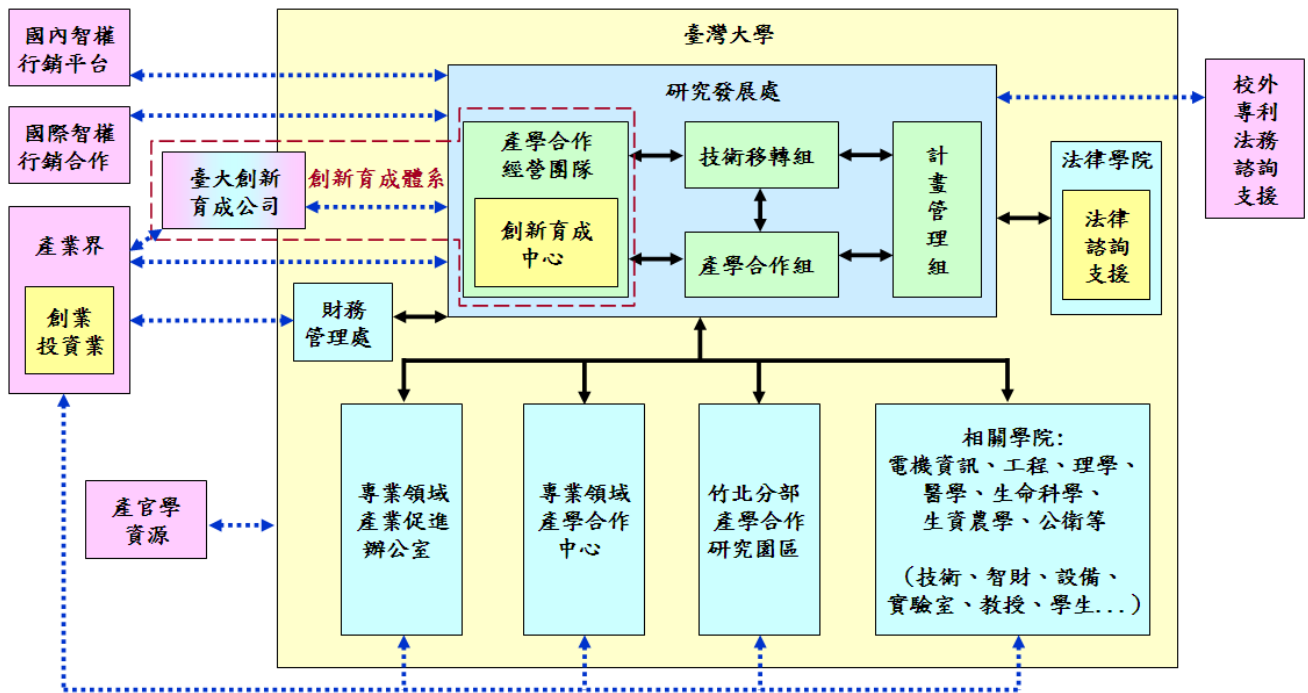 國內智權
行銷平台
國際智權
行銷合作
臺大創新
育成公司
創新育成體系
產業界
創業
投資業
產官學
資源
臺灣大學
研究發展處
產學合作
經營團隊
創新育成
中心
技術移轉組
產學合作組
計
畫
管
理
組
財務
管理處
法律學院
法律
諮詢
支援
校外
專利
法務
諮詢
支援
專業領域
產業促進
辦公室
專業領域
產學合作
中心
竹北分部
產學合作
研究園區
相關學院:
電機資訊、工程、理學、
醫學、生命科學、
生資農學、公衛等
(技術、智財、設備、
實驗室、教授、學生...)